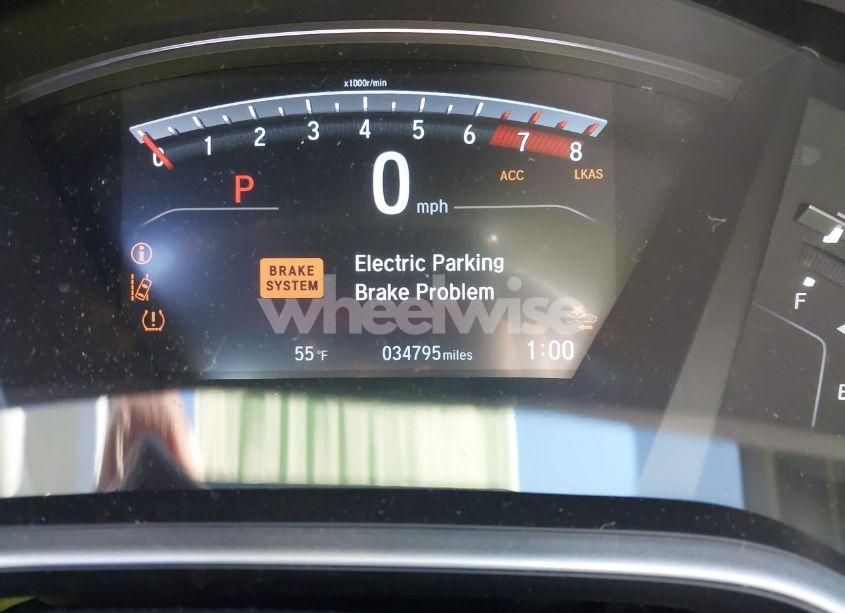 x1000r/min
0 1 2 3 4 5 6 7 8
P 0 mph ACC LKAS
BRAKE
SYSTEM
Electric Parking
Brake Problem
wheelwise
55°F 034795 miles 1:00
F
E